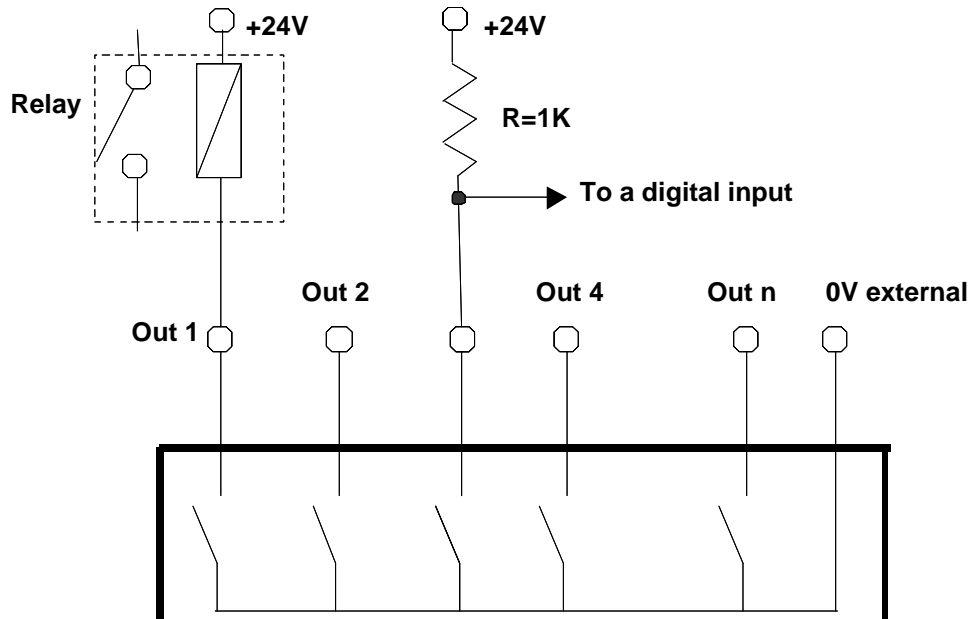 +24V
+24V
Relay
R=1K
To a digital input
Out 2
Out 4
Out n
0V external
Out 1